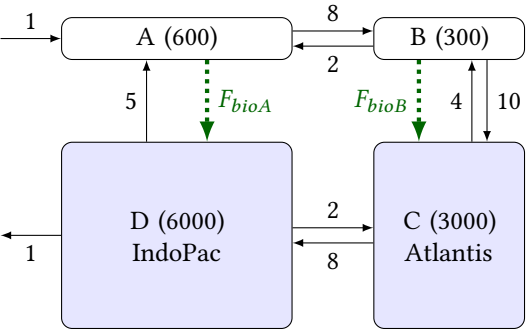 1
A (600)
8
2
B (300)
5
F_bioA
F_bioB
4
10
D (6000)
IndoPac
2
8
C (3000)
Atlantis
1